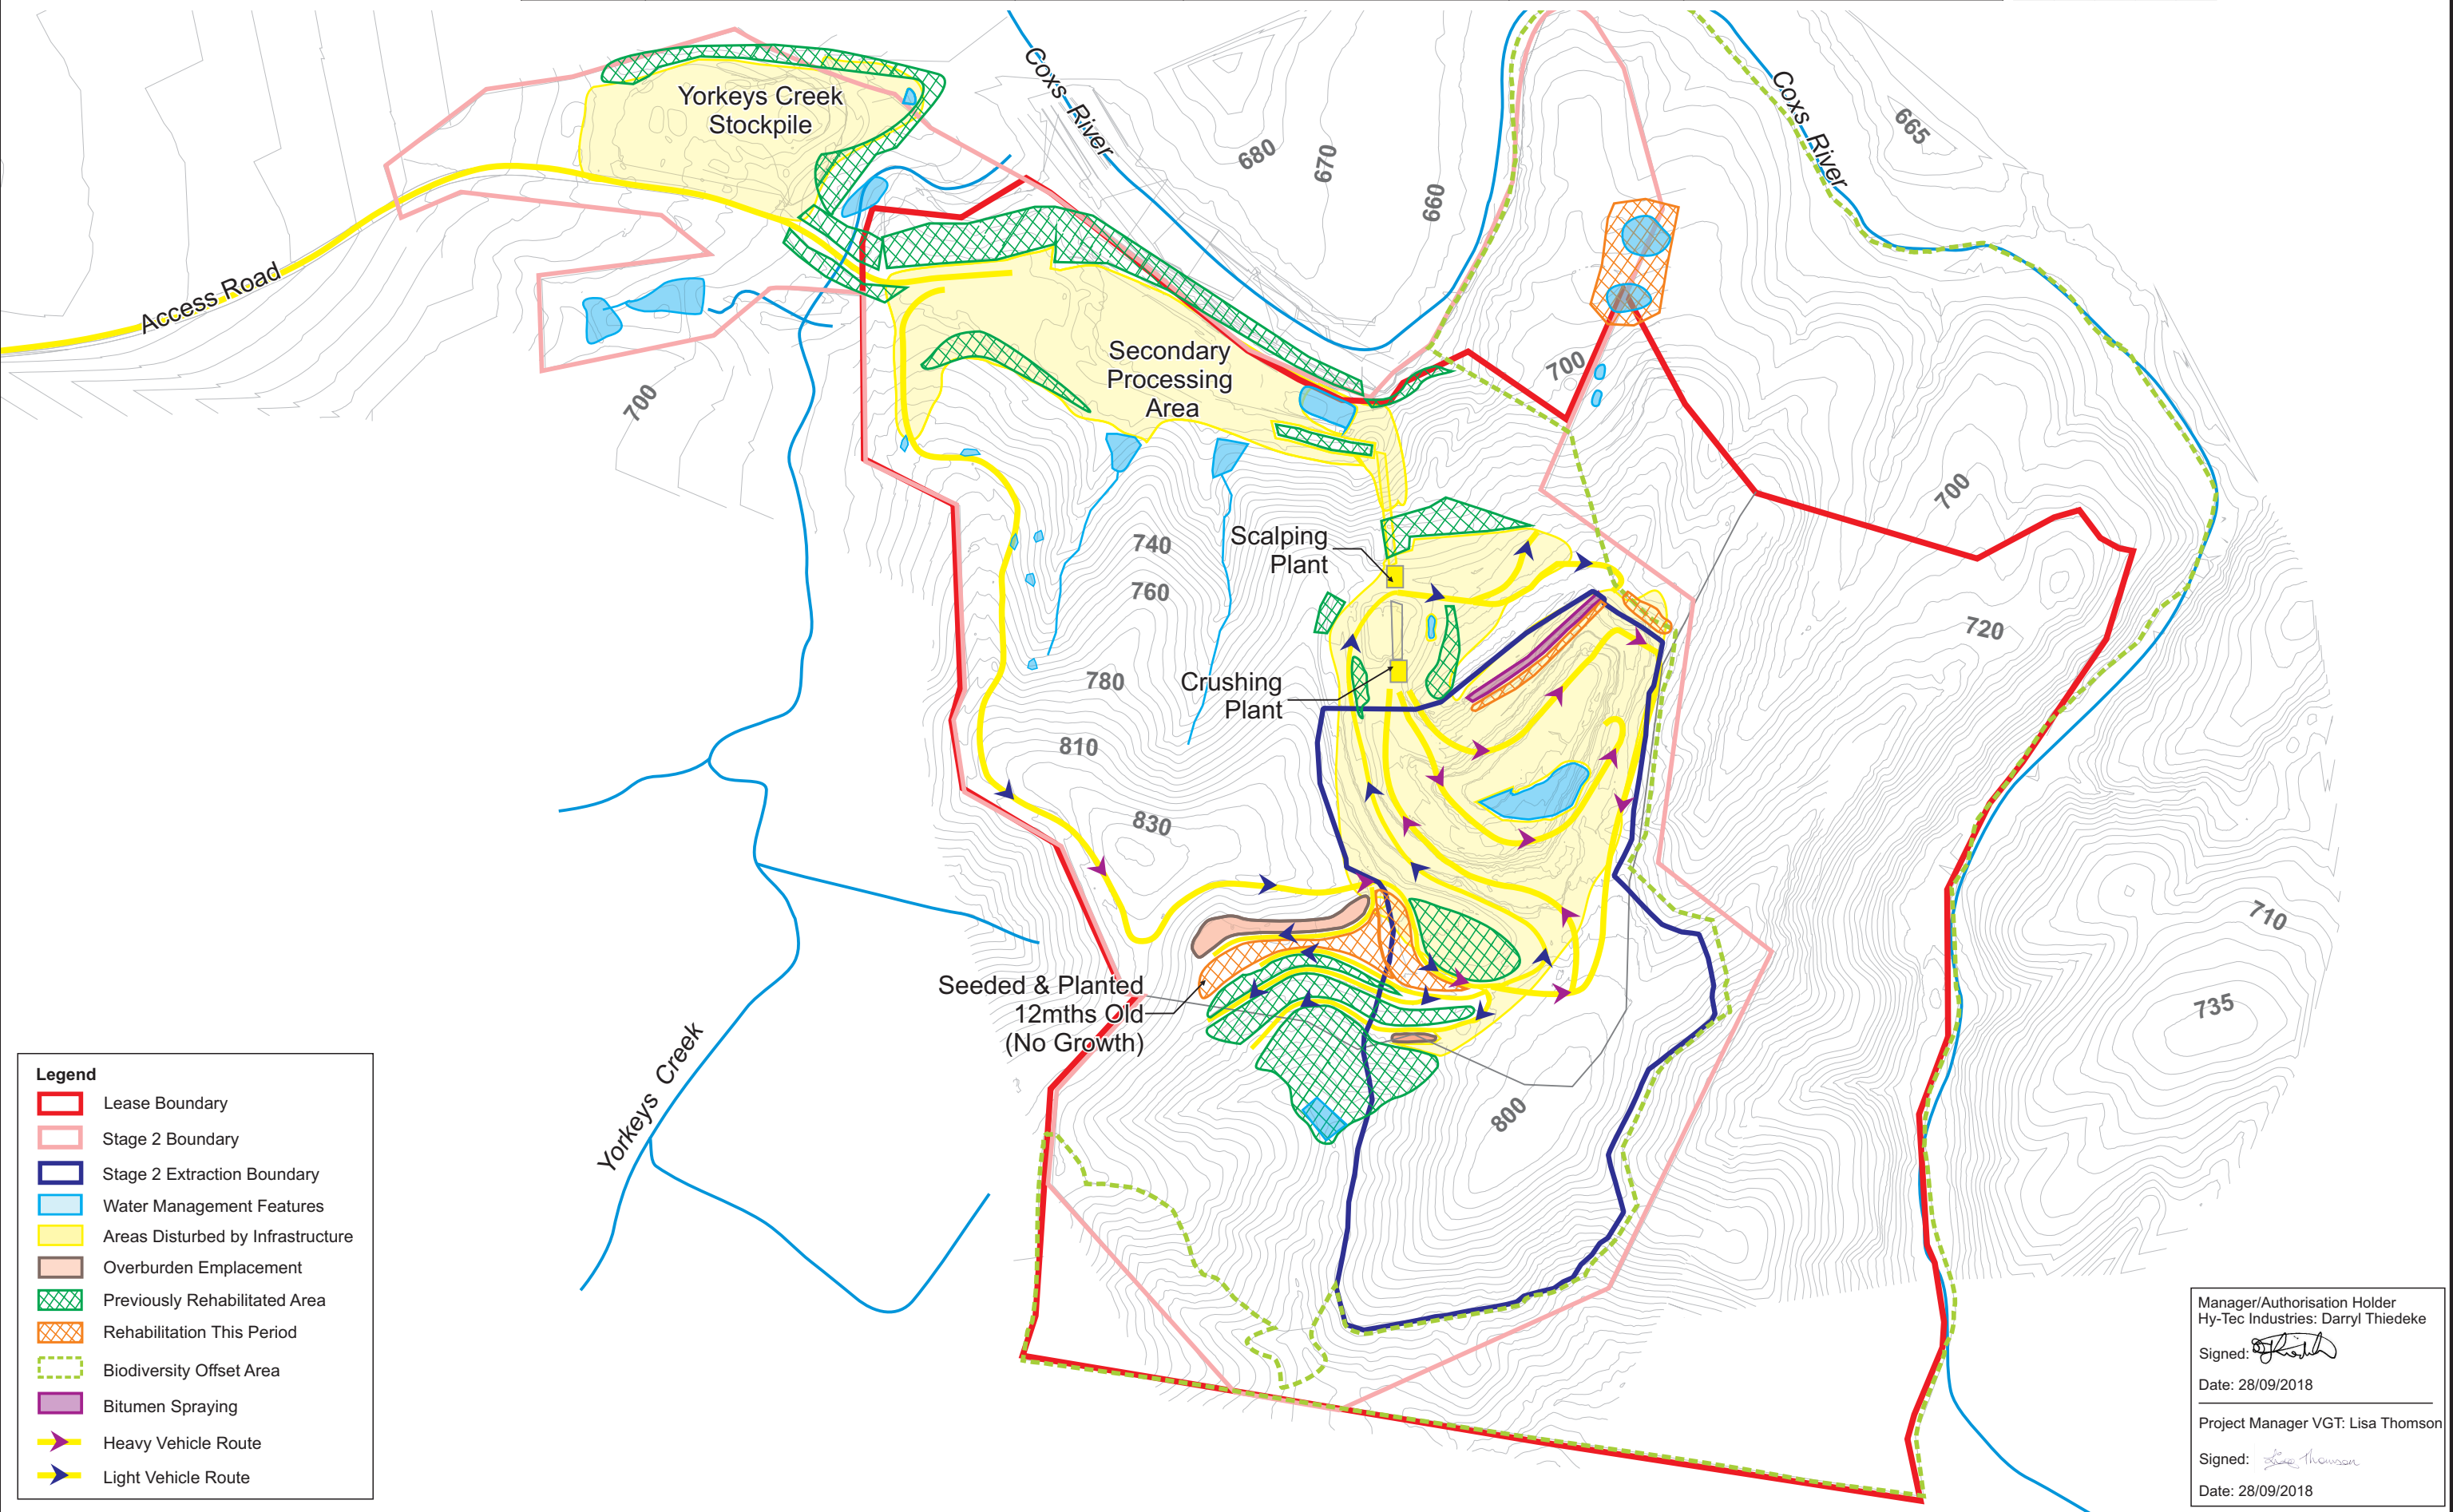 Coxs River
Coxs River
Yorkeys Creek
Stockpile
665
680
670
660
Access Road
700
Secondary
Processing
Area
700
700
Scalping
Plant
740
760
720
Crushing
Plant
780
810
830
710
Seeded & Planted
12mths Old
(No Growth)
735
Yorkeys Creek
800
Legend
Lease Boundary
Stage 2 Boundary
Stage 2 Extraction Boundary
Water Management Features
Areas Disturbed by Infrastructure
Overburden Emplacement
Previously Rehabilitated Area
Rehabilitation This Period
Biodiversity Offset Area
Bitumen Spraying
Heavy Vehicle Route
Light Vehicle Route
Manager/Authorisation Holder
Hy-Tec Industries: Darryl Thiedeke
Signed:
Date: 28/09/2018
Project Manager VGT: Lisa Thomson
Signed: Lisa Thomson
Date: 28/09/2018